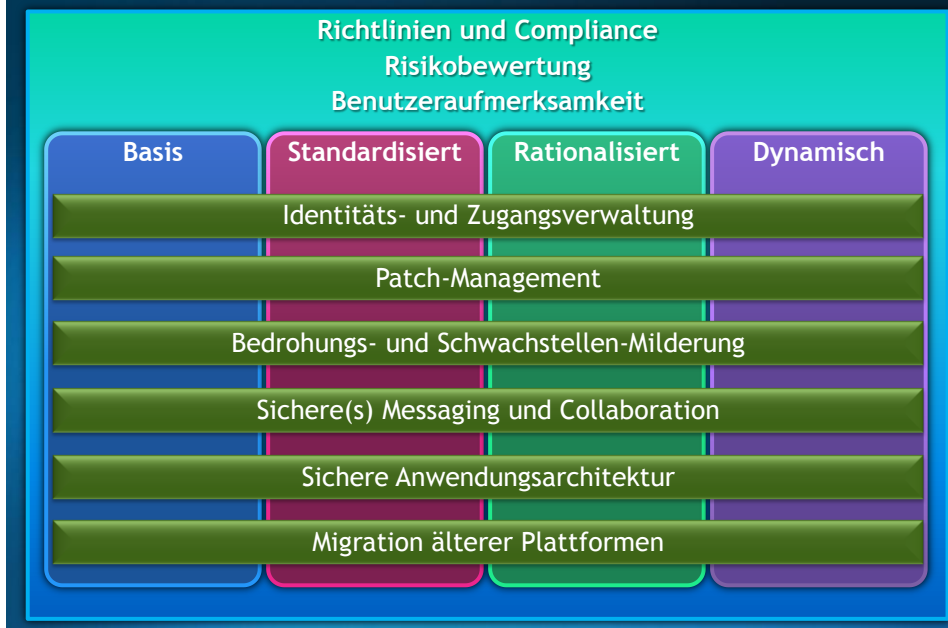 Richtlinien und Compliance
Risikobewertung
Benutzeraufmerksamkeit
Basis
Standardisiert
Rationalisiert
Dynamisch
Identitäts- und Zugangsverwaltung
Patch-Management
Bedrohungs- und Schwachstellen-Milderung
Sichere(s) Messaging und Collaboration
Sichere Anwendungsarchitektur
Migration älterer Plattformen